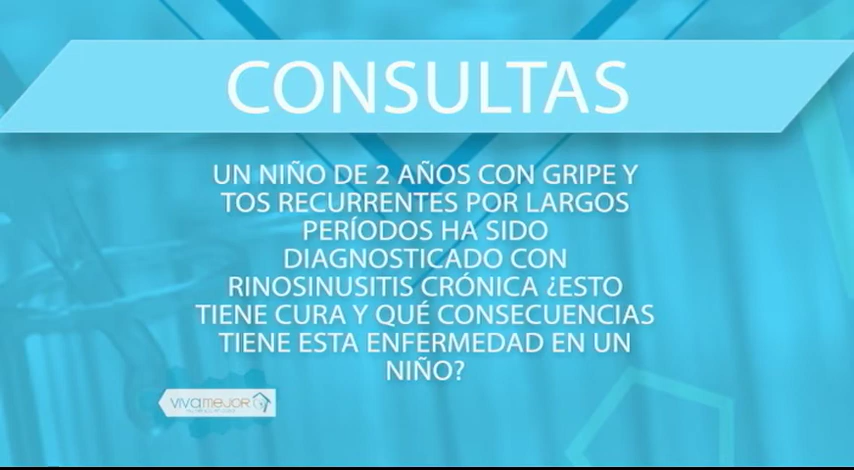 CONSULTAS
UN NIÑO DE 2 AÑOS CON GRIPE Y
TOS RECURRENTES POR LARGOS
PERÍODOS HA SIDO
DIAGNOSTICADO CON
RINOSINUSITIS CRÓNICA ¿ESTO
TIENE CURA Y QUÉ CONSECUENCIAS
TIENE ESTA ENFERMEDAD EN UN
NIÑO?
vivamejor